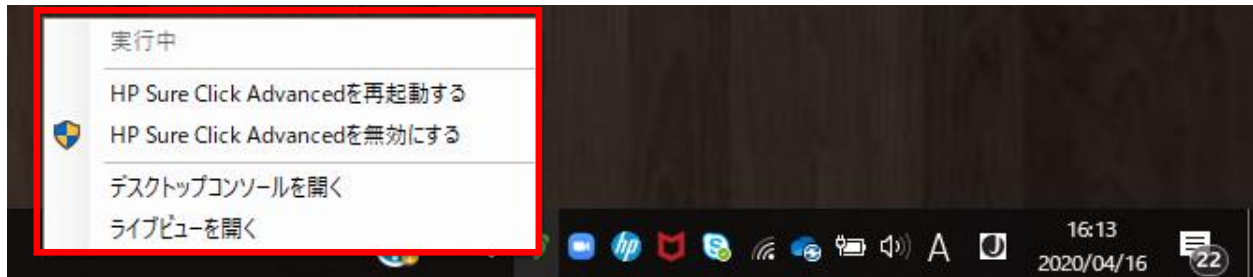 実行中
HP Sure Click Advancedを再起動する
HP Sure Click Advancedを無効にする
デスクトップコンソールを開く
ライブビューを開く
hp
S
A
J
16:13
2020/04/16
22